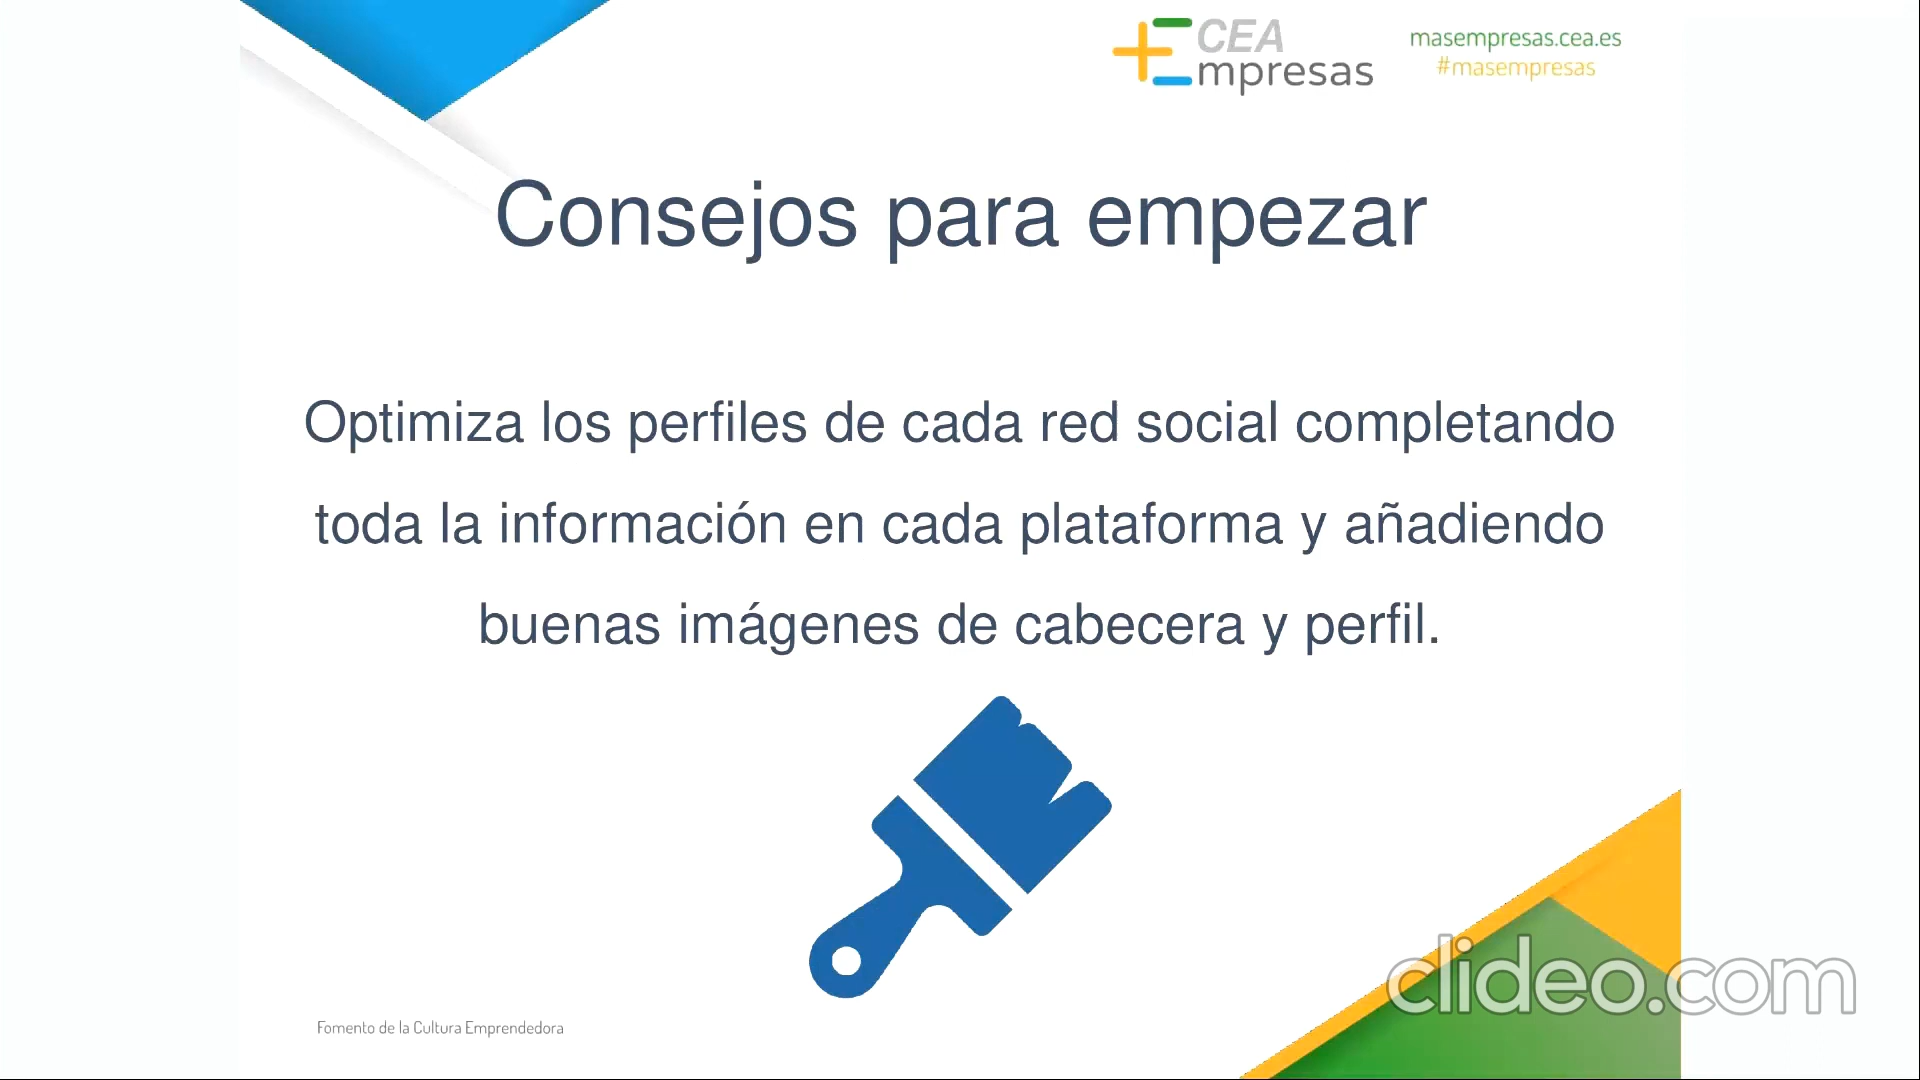 CEA
Empresas
masempresas.cea.es
#masempresas
Consejos para empezar
Optimiza los perfiles de cada red social completando
toda la información en cada plataforma y añadiendo
buenas imágenes de cabecera y perfil.
clideo.com
Fomento de la Cultura Emprendedora